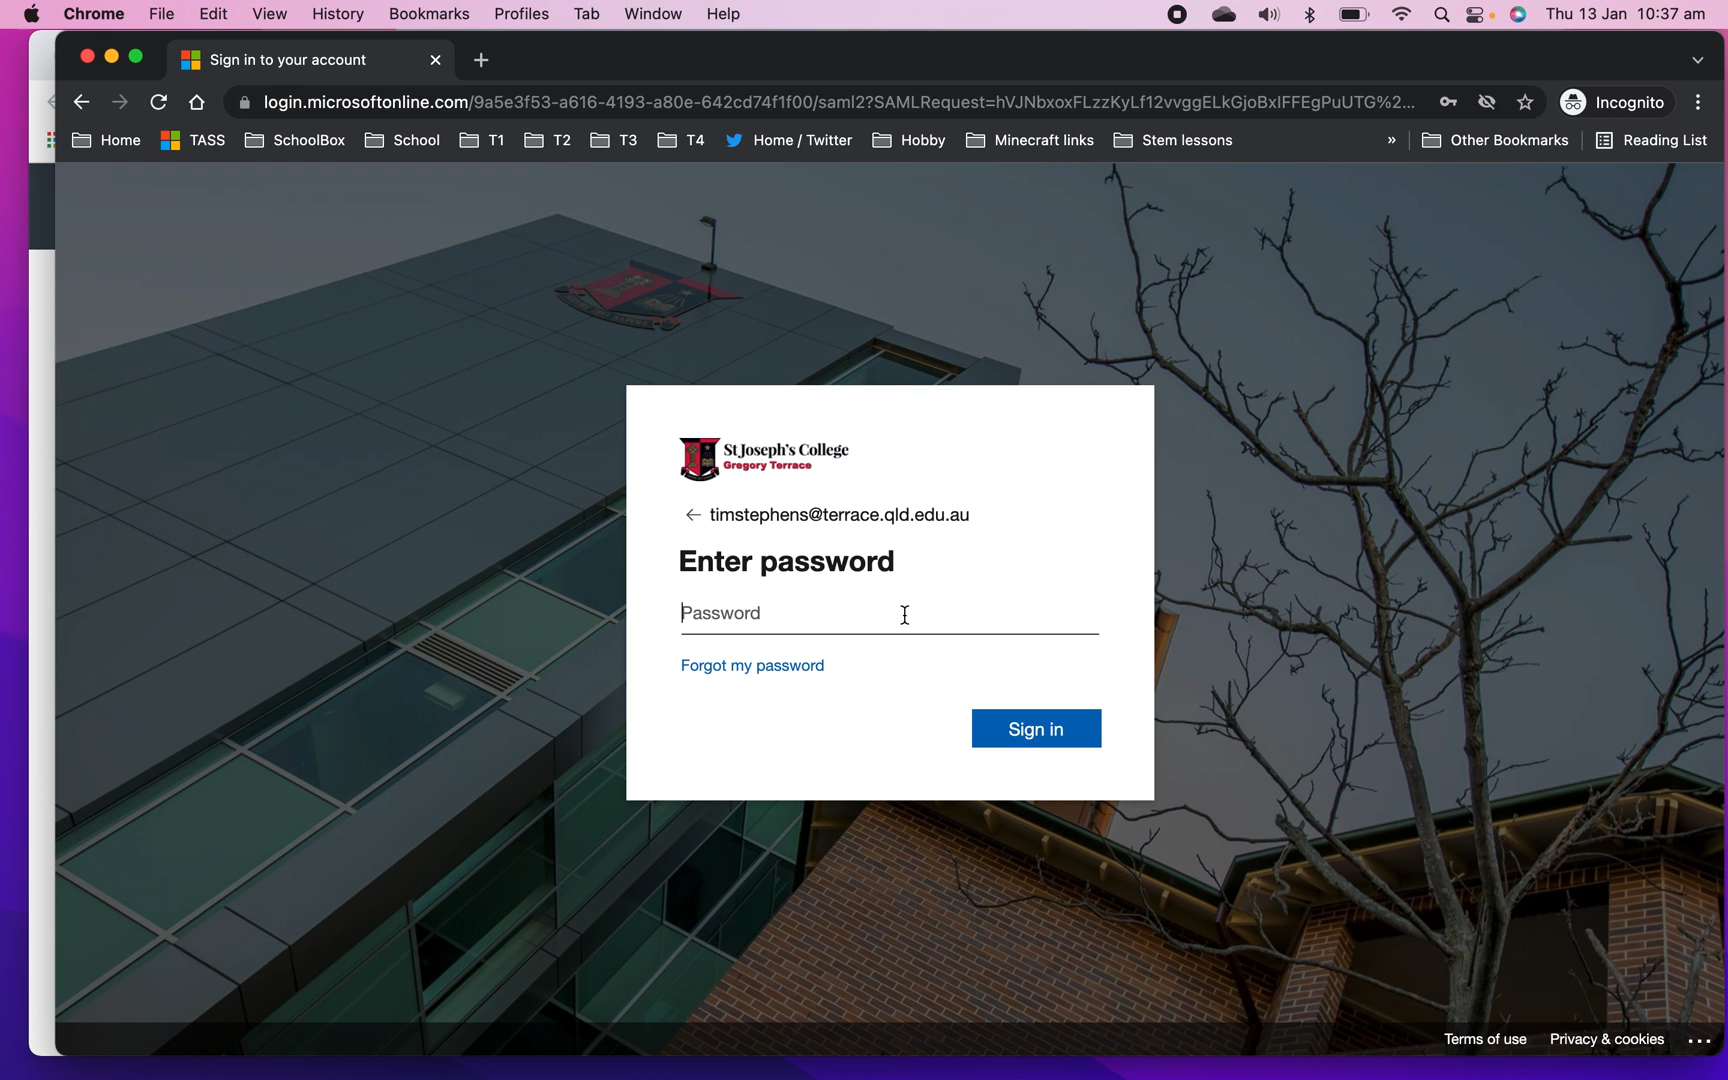 Chrome File Edit View History Bookmarks Profiles Tab Window Help Thu 13 Jan 10:37 am
Sign in to your account
login.microsoftonline.com/9a5e3f53-a616-4193-a80e-642cd74f1f00/saml2?SAMLRequest=hVJNbxoxFLzzKyLf12vvggELkGjoBxIFFEgPuUTG%2... Incognito
Home TASS SchoolBox School T1 T2 T3 T4 Home / Twitter Hobby Minecraft links Stem lessons » Other Bookmarks Reading List
St Joseph's College
Gregory Terrace
timstephens@terrace.qld.edu.au
Enter password
Password
Forgot my password
Sign in
Terms of use Privacy & cookies ...